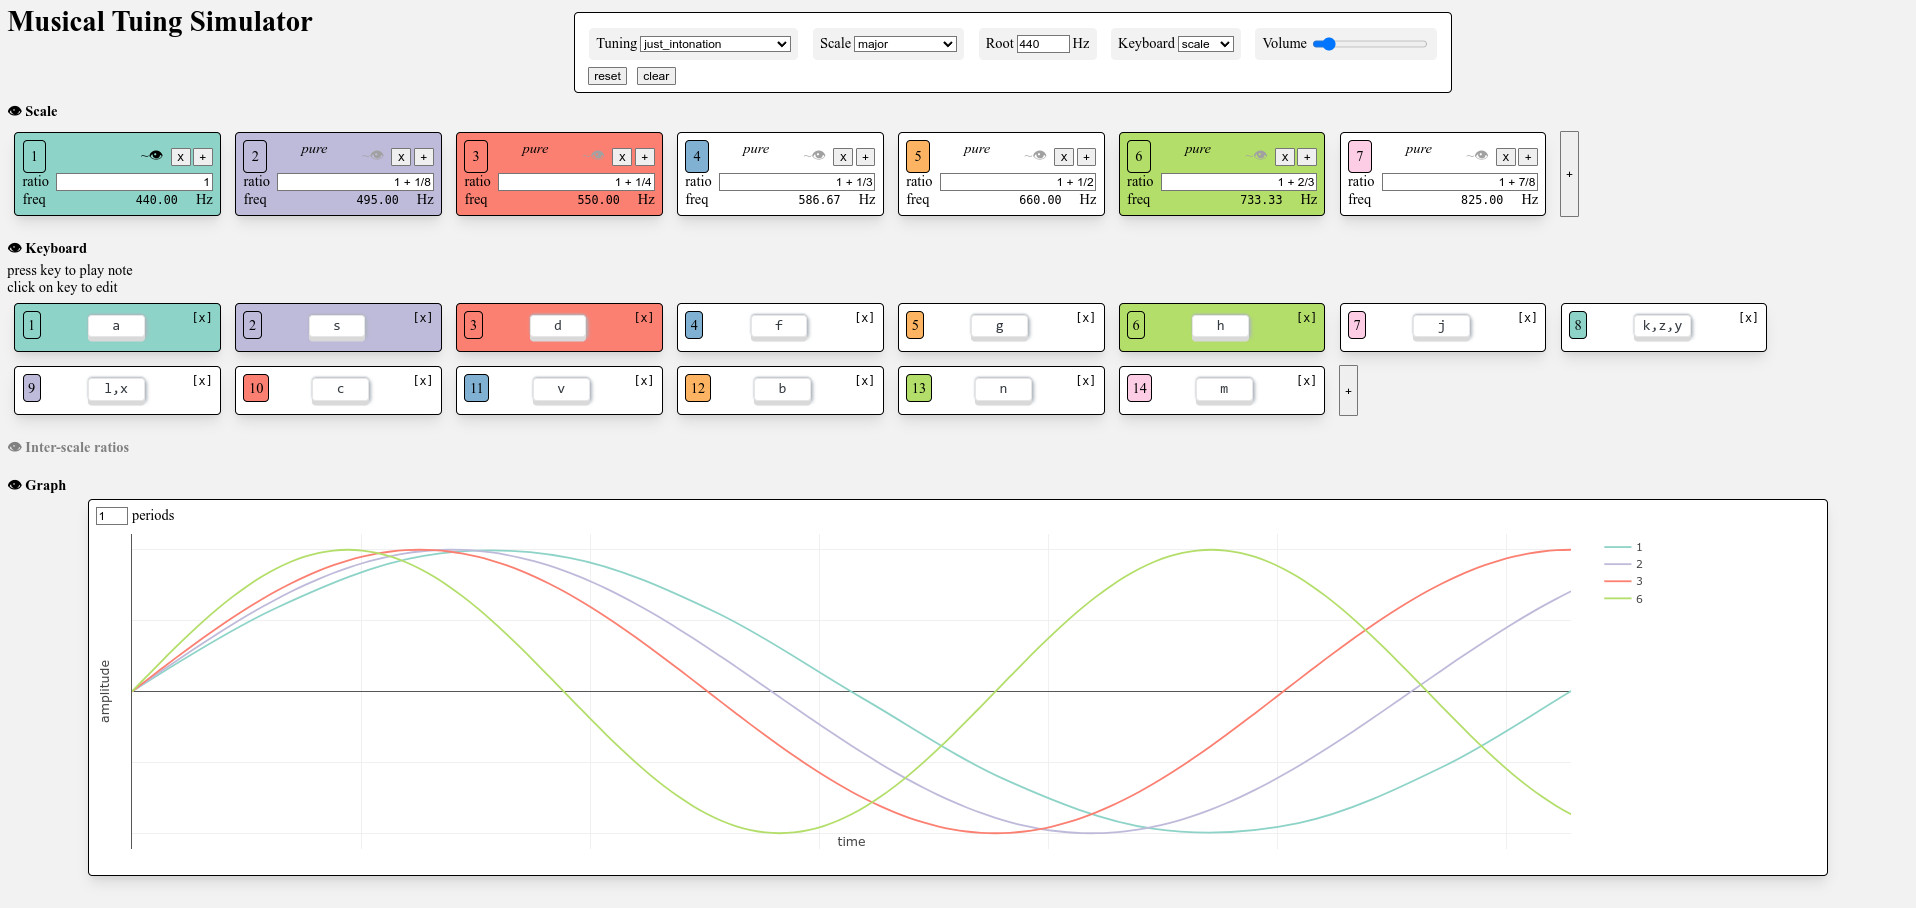 Musical Tuing Simulator
Tuning just_intonation Scale major Root 440 Hz Keyboard scale Volume
reset clear
Scale
1 ~ x +
ratio 1
freq 440.00 Hz
2 pure ~ x +
ratio 1 + 1/8
freq 495.00 Hz
3 pure ~ x +
ratio 1 + 1/4
freq 550.00 Hz
4 pure ~ x +
ratio 1 + 1/3
freq 586.67 Hz
5 pure ~ x +
ratio 1 + 1/2
freq 660.00 Hz
6 pure ~ x +
ratio 1 + 2/3
freq 733.33 Hz
7 pure ~ x +
ratio 1 + 7/8
freq 825.00 Hz
+
Keyboard
press key to play note
click on key to edit
1 a [x] 2 s [x] 3 d [x] 4 f [x] 5 g [x] 6 h [x] 7 j [x] 8 k,z,y [x]
9 l,x [x] 10 c [x] 11 v [x] 12 b [x] 13 n [x] 14 m [x] +
Inter-scale ratios
Graph
1 periods
amplitude
time
1
2
3
6